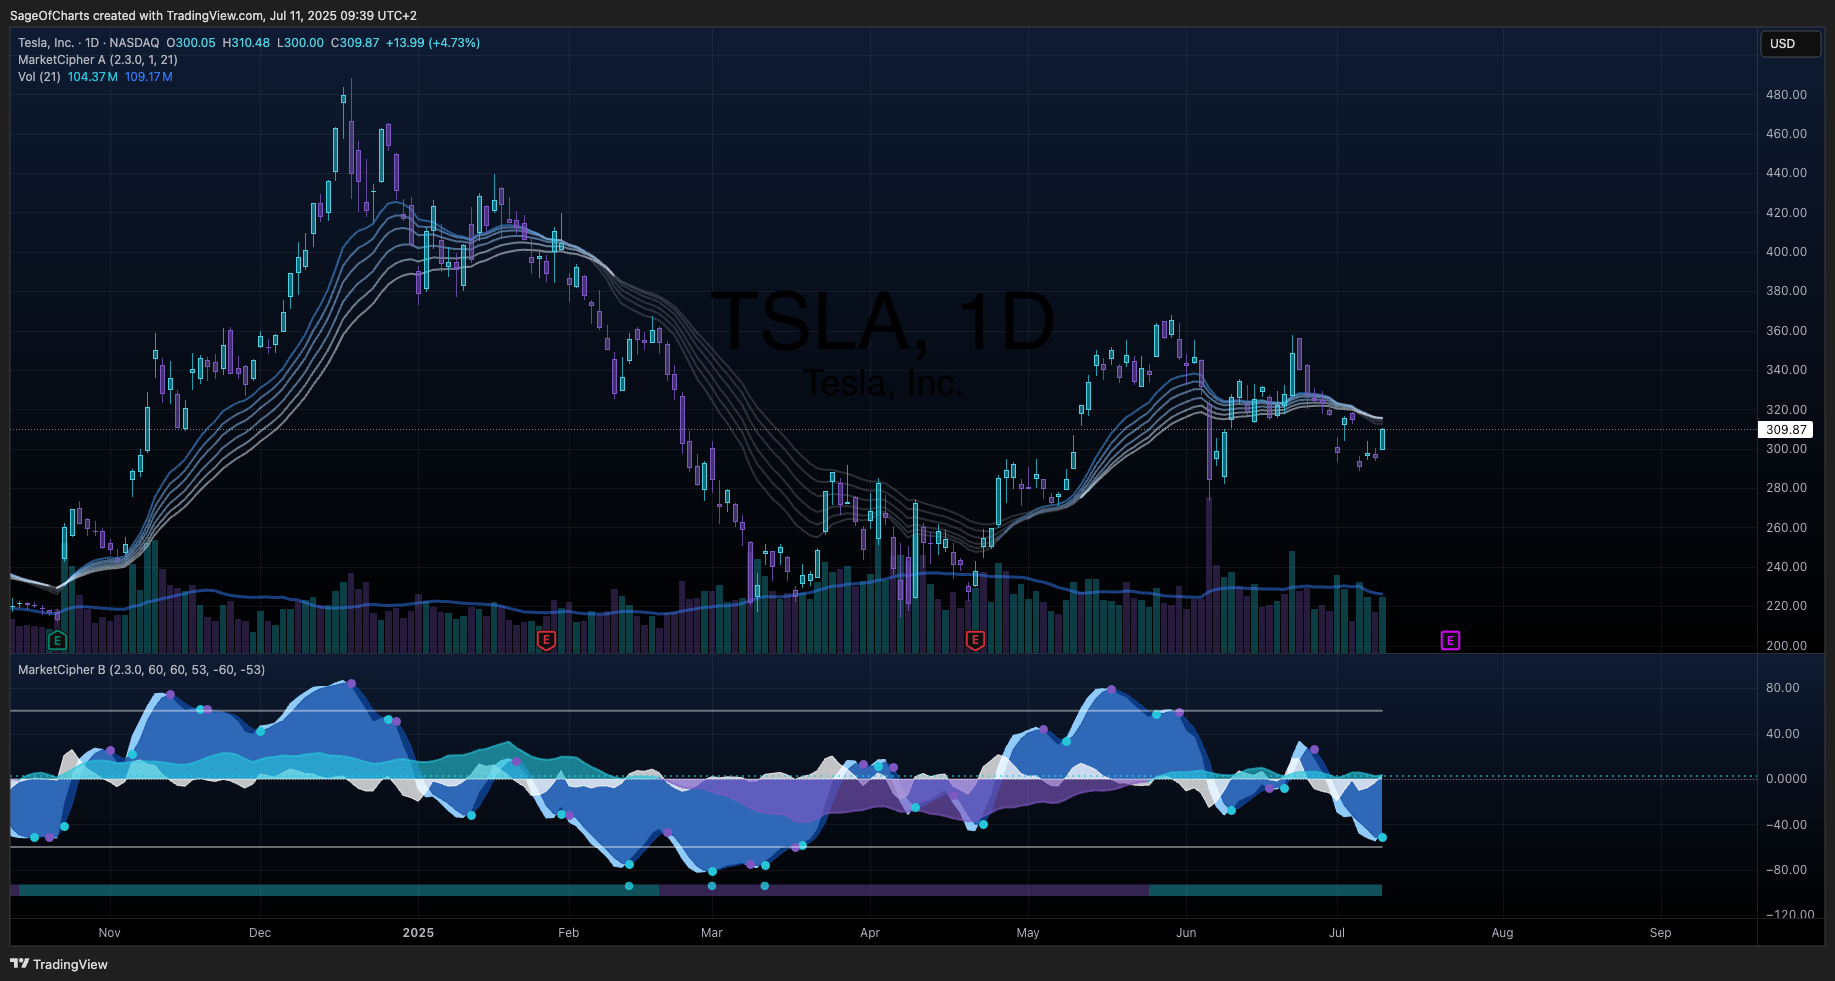 SageOfCharts created with TradingView.com, Jul 11, 2025 09:39 UTC+2
Tesla, Inc. · 1D · NASDAQ O300.05 H310.48 L300.00 C309.87 +13.99 (+4.73%)
MarketCipher A (2.3.0, 1, 21)
Vol (21) 104.37M 109.17M
USD
480.00
460.00
440.00
420.00
400.00
380.00
360.00
340.00
320.00
309.87
300.00
280.00
260.00
240.00
220.00
200.00
TSLA, 1D
Tesla, Inc.
E
E
E
E
MarketCipher B (2.3.0, 60, 60, 53, -60, -53)
80.00
40.00
0.0000
−40.00
−80.00
−120.00
Nov Dec 2025 Feb Mar Apr May Jun Jul Aug Sep
TradingView